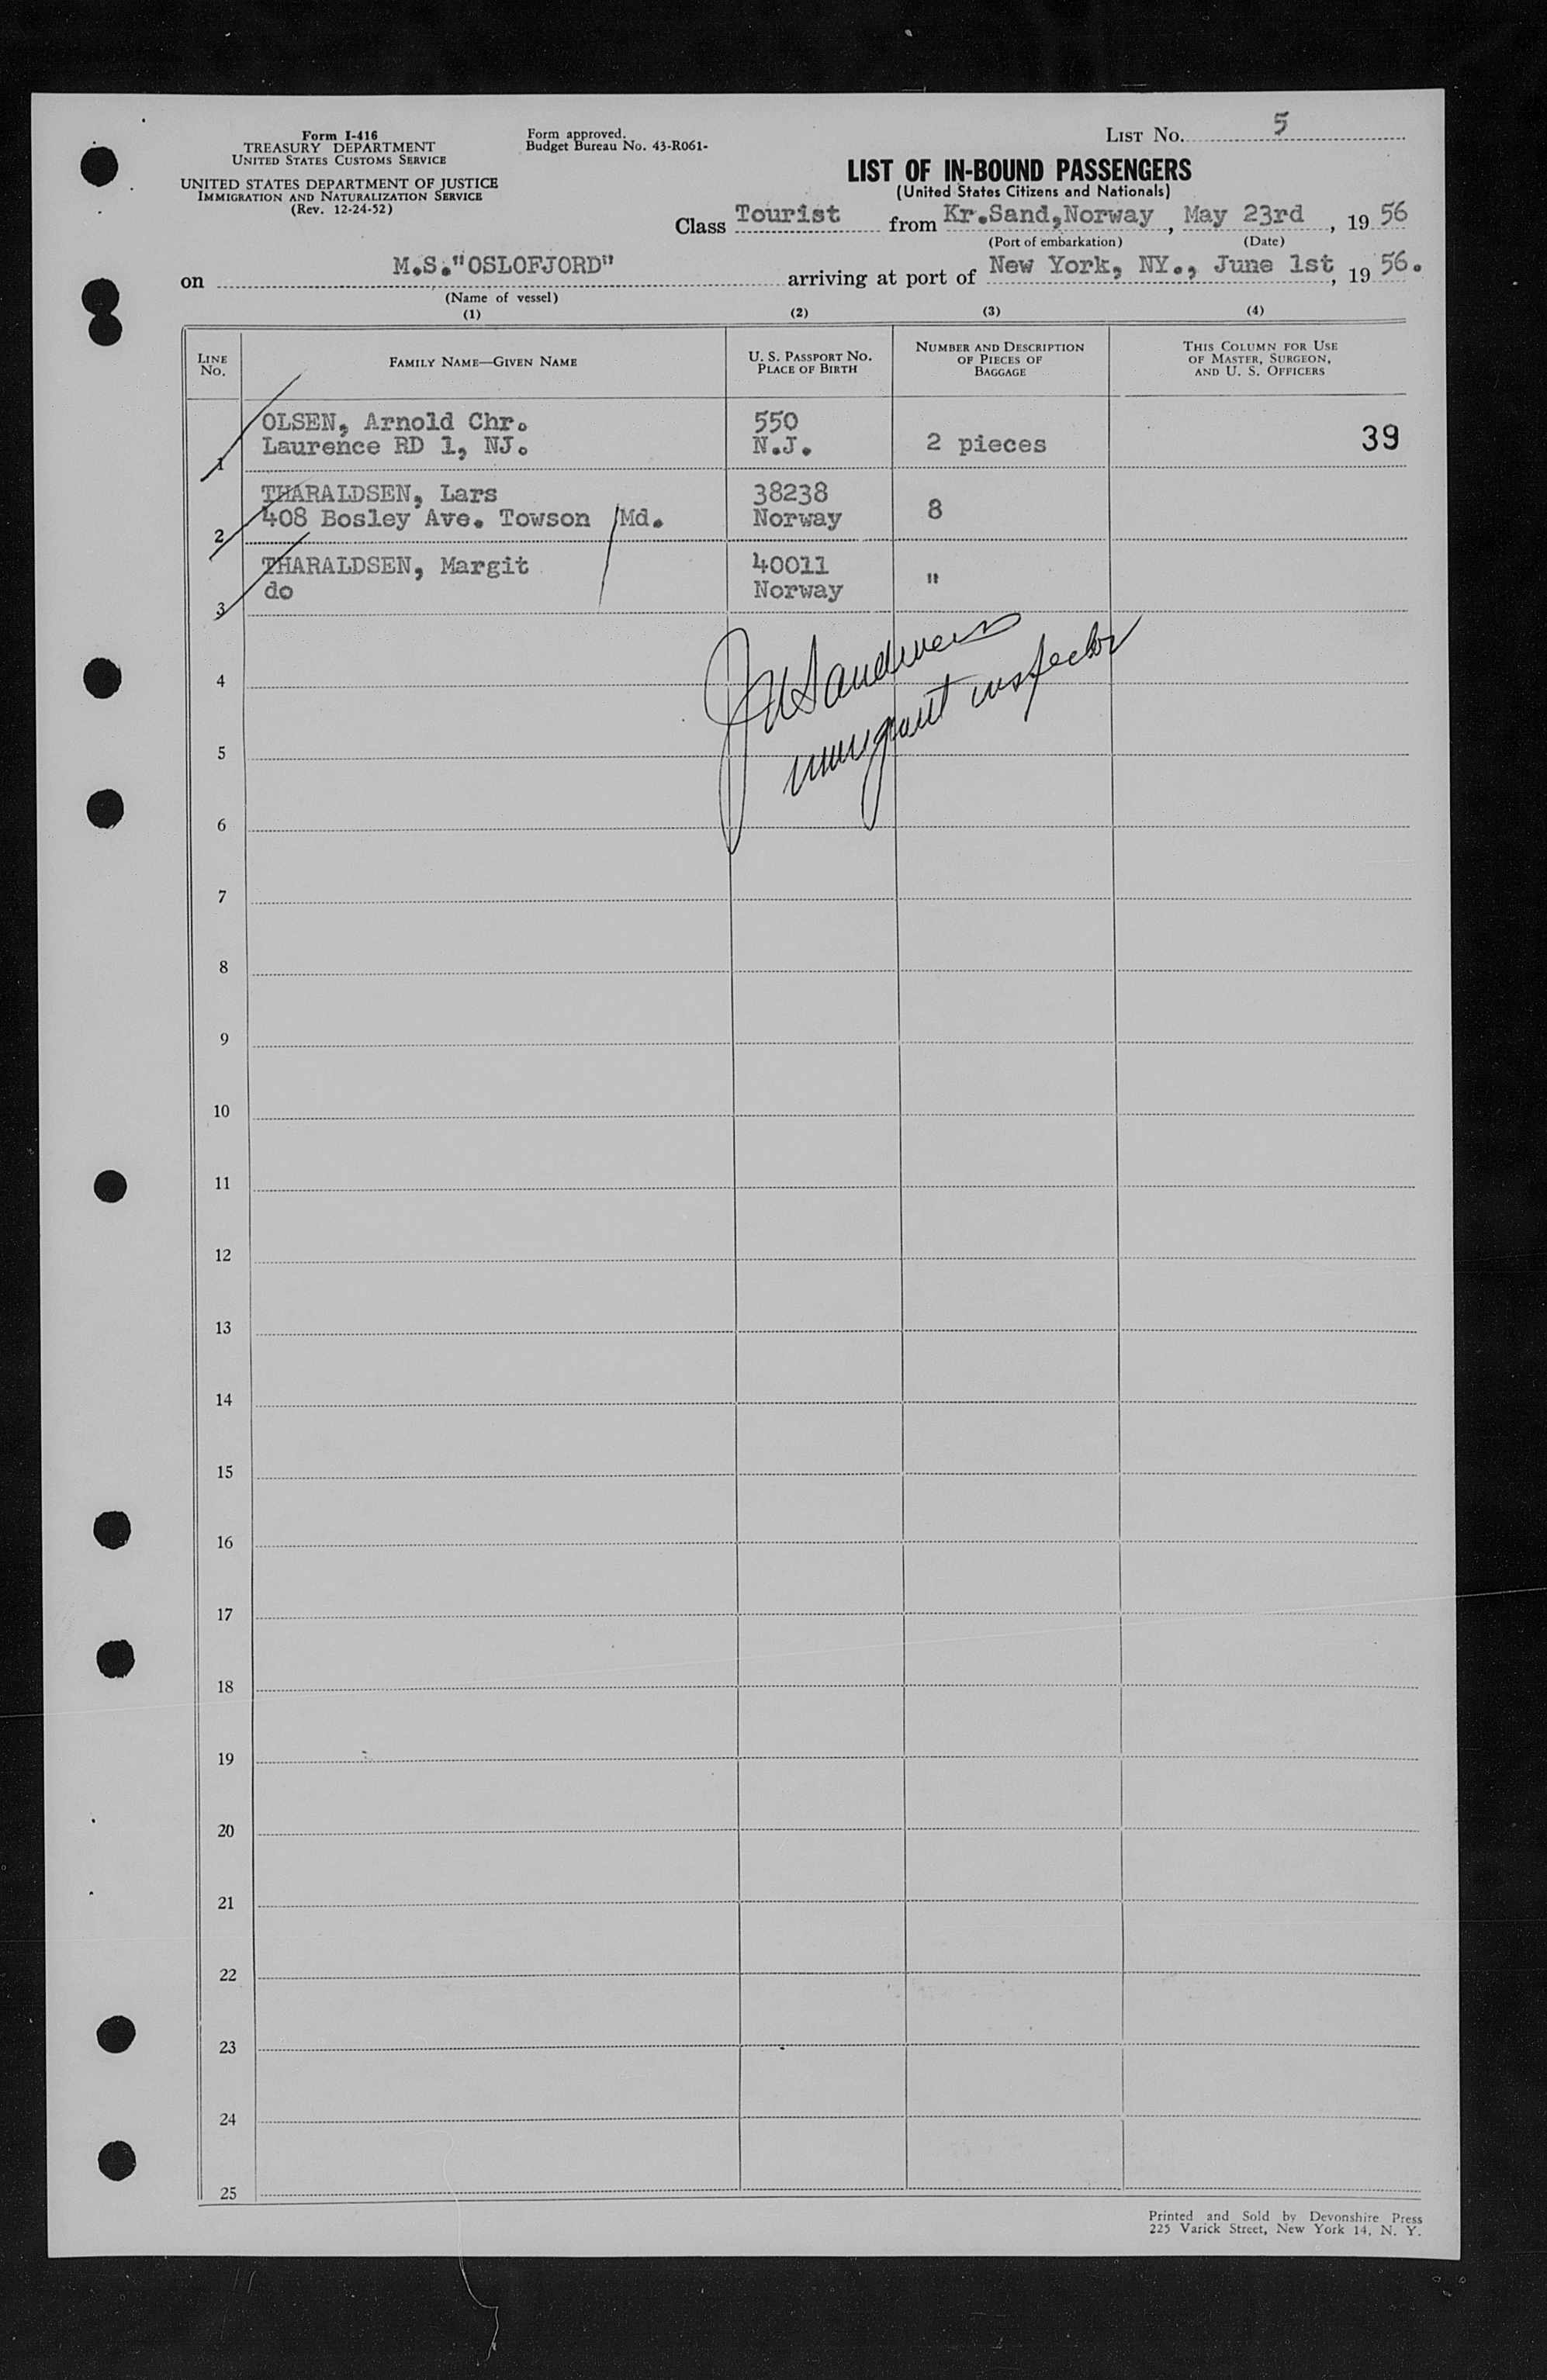 Form I-416
TREASURY DEPARTMENT
UNITED STATES CUSTOMS SERVICE
UNITED STATES DEPARTMENT OF JUSTICE
IMMIGRATION AND NATURALIZATION SERVICE
(Rev. 12-24-52)
Form approved.
Budget Bureau No. 43-R061-
LIST No. 5
LIST OF IN-BOUND PASSENGERS
(United States Citizens and Nationals)
Class Tourist from Kr.Sand,Norway, May 23rd, 19 56
(Port of embarkation) (Date)
on M.S."OSLOFJORD" arriving at port of New York, NY., June 1st, 19 56.
(Name of vessel)
(1) (2) (3) (4)
LINE No. FAMILY NAME—GIVEN NAME U. S. PASSPORT No. PLACE OF BIRTH NUMBER AND DESCRIPTION OF PIECES OF BAGGAGE THIS COLUMN FOR USE OF MASTER, SURGEON, AND U. S. OFFICERS
OLSEN, Arnold Chr. 550
1 Laurence RD 1, NJ. N.J. 2 pieces 39
THARALDSEN, Lars 38238
2 408 Bosley Ave. Towson Md. Norway 8
THARALDSEN, Margit 40011
3 do Norway "
4
immigrant inspector
5
6
7
8
9
10
11
12
13
14
15
16
17
18
19
20
21
22
23
24
25
Printed and Sold by Devonshire Press
225 Varick Street, New York 14, N. Y.